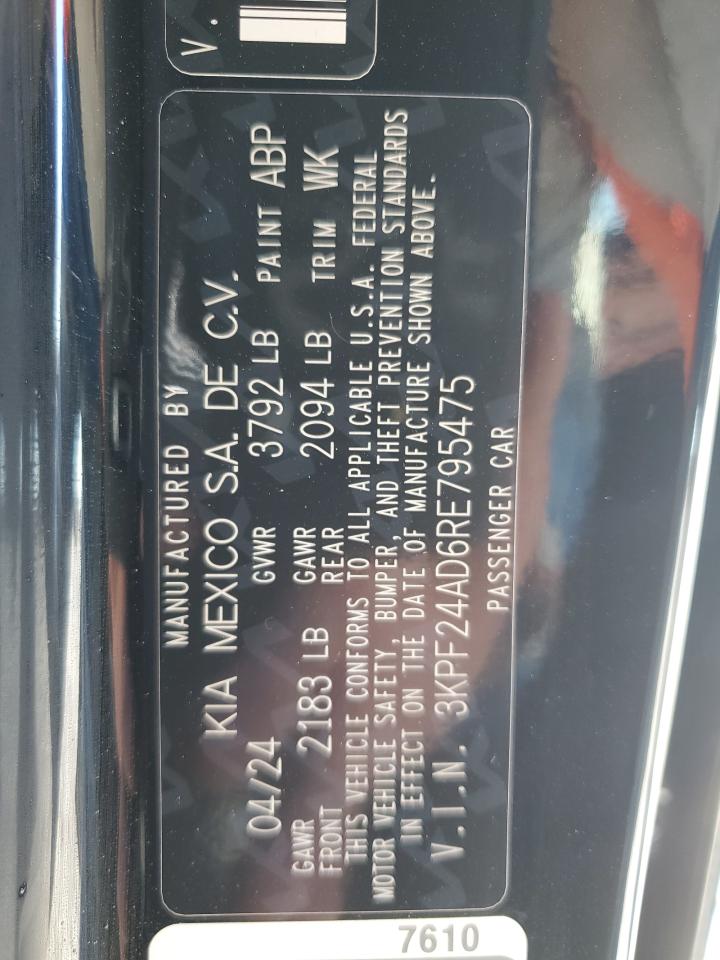 V.
MANUFACTURED BY
KIA MEXICO S.A. DE C.V.
04/24 GVWR 3792 LB PAINT ABP
GAWR FRONT 2183 LB GAWR REAR 2094 LB TRIM WK
THIS VEHICLE CONFORMS TO ALL APPLICABLE U.S.A. FEDERAL
MOTOR VEHICLE SAFETY, BUMPER, AND THEFT PREVENTION STANDARDS
IN EFFECT ON THE DATE OF MANUFACTURE SHOWN ABOVE.
V.I.N. 3KPF24AD6RE795475
PASSENGER CAR
7610